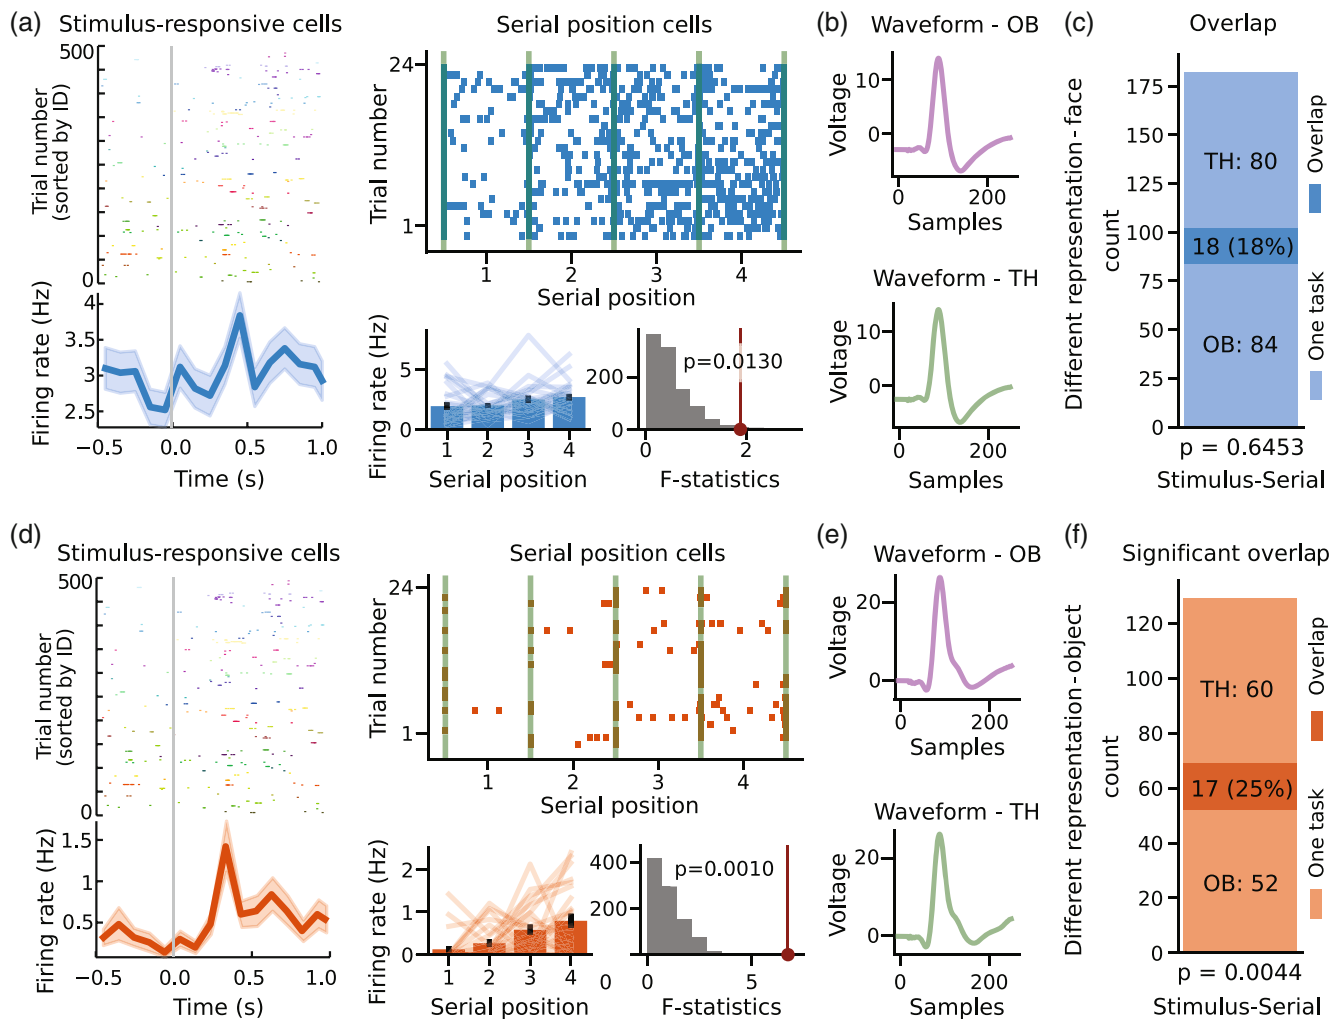 (a)
Stimulus-responsive cells
500
0
Trial number
(sorted by ID)
4
3.5
3
2.5
Firing rate (Hz)
−0.5
0.0
0.5
1.0
Time (s)
Serial position cells
24
1
Trial number
1
2
3
4
Serial position
5
0
Firing rate (Hz)
1 2 3 4
Serial position
200
0
p=0.0130
0
2
F-statistics
(b)
Waveform - OB
10
0
Voltage
0
200
Samples
Waveform - TH
10
0
Voltage
0
200
Samples
(c)
Overlap
Different representation - face
count
175
150
125
100
75
50
25
0
TH: 80
18 (18%)
OB: 84
p = 0.6453
Stimulus-Serial
Overlap
One task
(d)
Stimulus-responsive cells
500
0
Trial number
(sorted by ID)
1.5
1
0.5
Firing rate (Hz)
−0.5
0.0
0.5
1.0
Time (s)
Serial position cells
24
1
Trial number
1
2
3
4
Serial position
2
1
0
Firing rate (Hz)
1 2 3 4
Serial position
400
200
0
p=0.0010
0
5
F-statistics
(e)
Waveform - OB
20
0
Voltage
0
200
Samples
Waveform - TH
20
0
Voltage
0
200
Samples
(f)
Significant overlap
Different representation - object
count
120
100
80
60
40
20
0
TH: 60
17 (25%)
OB: 52
p = 0.0044
Stimulus-Serial
Overlap
One task